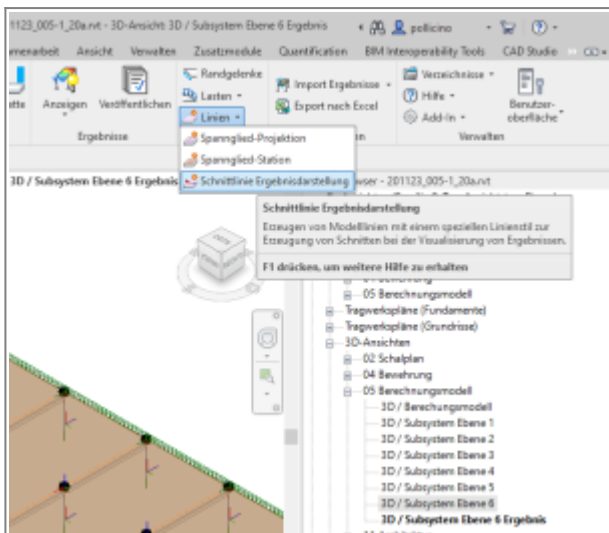 1123_005-1_20a.rvt - 3D-Ansicht: 3D / Subsystem Ebene 6 Ergebnis
pollicino
menarbeit Ansicht Verwalten Zusatzmodule Quantification BIM Interoperability Tools CAD Studio
Randgelenke
Lasten
Linien
Import Ergebnisse
Export nach Excel
Verzeichnisse
Hilfe
Add-In
Anzeigen Veröffentlichen
Benutzer-
oberfläche
Ergebnisse
Verwalten
Spannglied-Projektion
Spannglied-Station
Schnittlinie Ergebnisdarstellung
3D / Subsystem Ebene 6 Ergebnis
wser - 201123_005-1_20a.rvt
Schnittlinie Ergebnisdarstellung
Erzeugen von Modelllinien mit einem speziellen Linienstil zur
Erzeugung von Schnitten bei der Visualisierung von Ergebnissen.
F1 drücken, um weitere Hilfe zu erhalten
05 Berechnungsmodell
Tragwerkspläne (Fundamente)
Tragwerkspläne (Grundrisse)
3D-Ansichten
02 Schalplan
04 Bewehrung
05 Berechnungsmodell
3D / Berechungsmodell
3D / Subsystem Ebene 1
3D / Subsystem Ebene 2
3D / Subsystem Ebene 3
3D / Subsystem Ebene 4
3D / Subsystem Ebene 5
3D / Subsystem Ebene 6
3D / Subsystem Ebene 6 Ergebnis